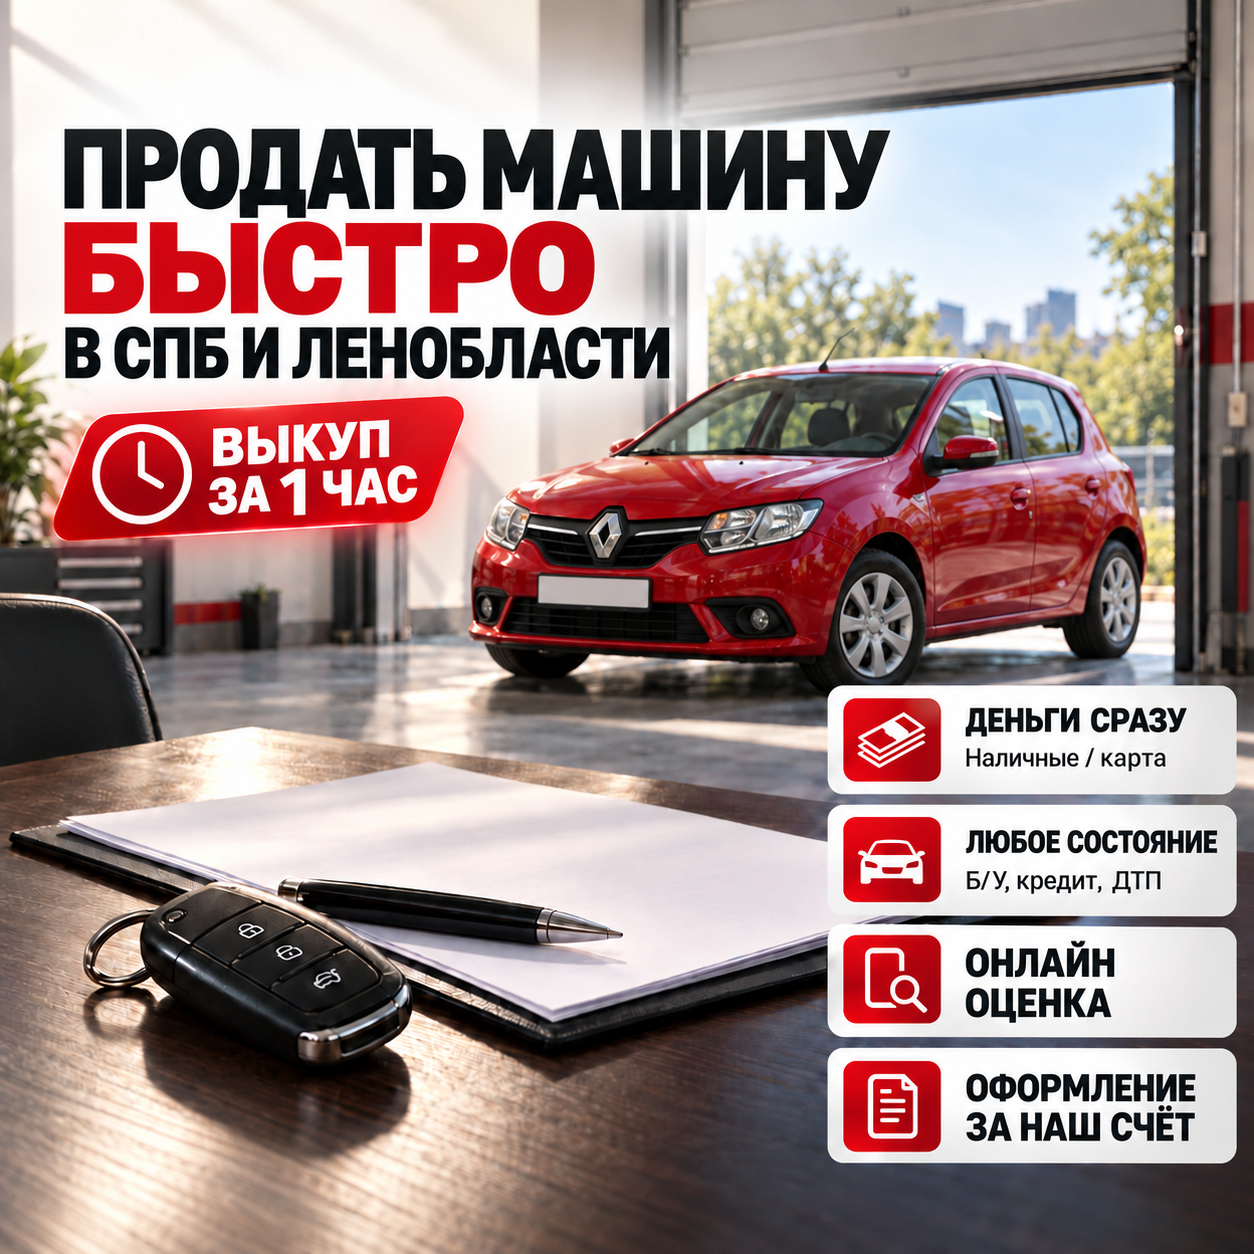 ПРОДАТЬ МАШИНУ
БЫСТРО
В СПБ И ЛЕНОБЛАСТИ
ВЫКУП
ЗА 1 ЧАС
ДЕНЬГИ СРАЗУ
Наличные / карта
ЛЮБОЕ СОСТОЯНИЕ
Б/У, кредит, ДТП
ОНЛАЙН
ОЦЕНКА
ОФОРМЛЕНИЕ
ЗА НАШ СЧЁТ